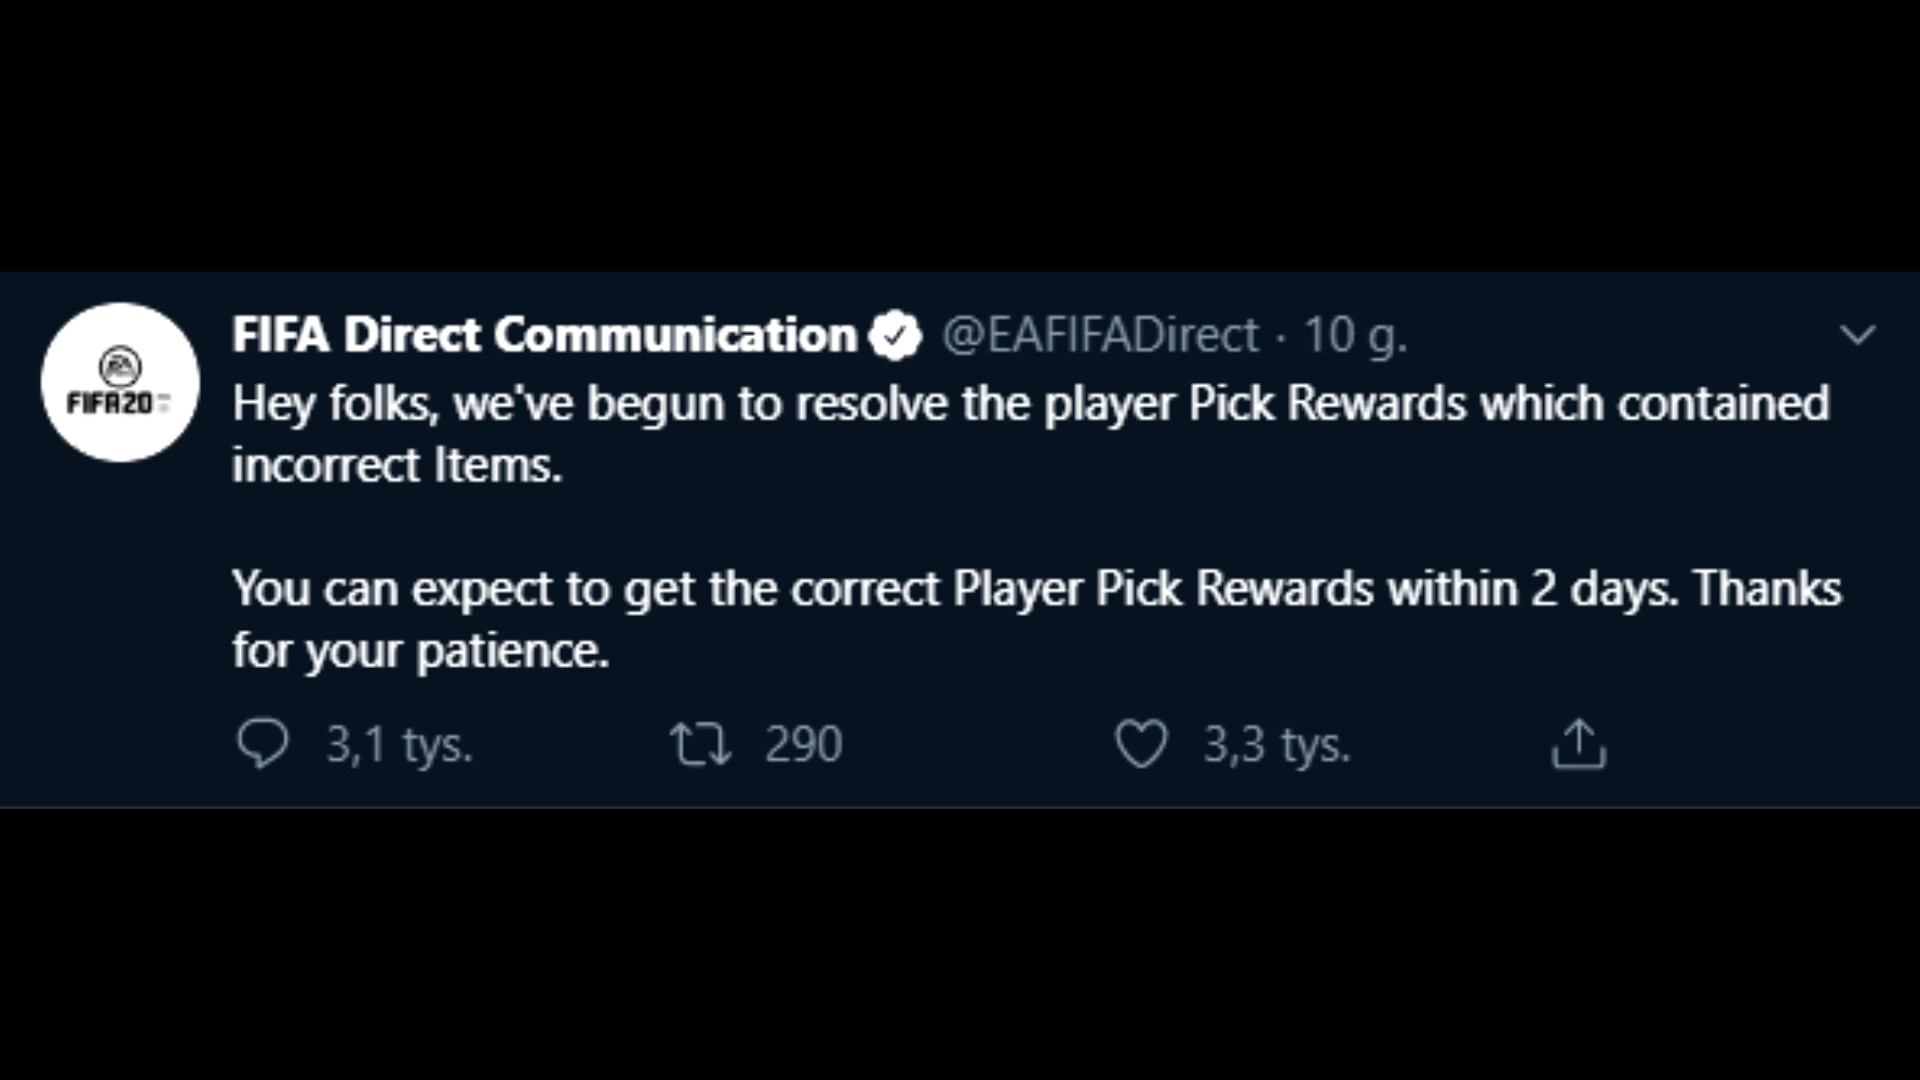 FIFA Direct Communication @EAFIFADirect · 10 g.
FIFA20
Hey folks, we've begun to resolve the player Pick Rewards which contained
incorrect Items.
You can expect to get the correct Player Pick Rewards within 2 days. Thanks
for your patience.
3,1 tys. 290 3,3 tys.